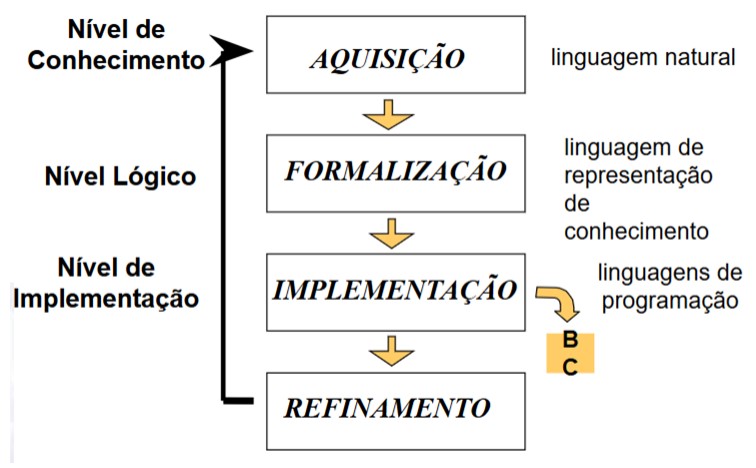 Nível de
Conhecimento
AQUISIÇÃO
linguagem natural
Nível Lógico
FORMALIZAÇÃO
linguagem de
representação
de
conhecimento
Nível de
Implementação
IMPLEMENTAÇÃO
linguagens de
programação
B
C
REFINAMENTO